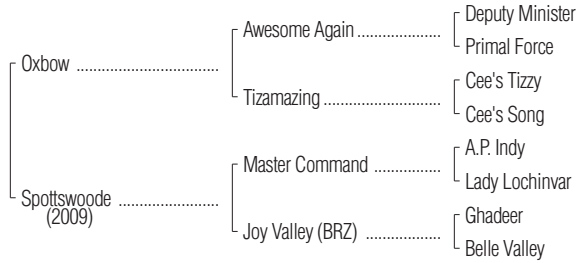 Deputy Minister
Awesome Again ....................
Primal Force
Oxbow ..................................
Cee's Tizzy
Tizamazing .........................
Cee's Song
A.P. Indy
Master Command ................
Lady Lochinvar
Spottswoode ........................
(2009)
Ghadeer
Joy Valley (BRZ) ..................
Belle Valley